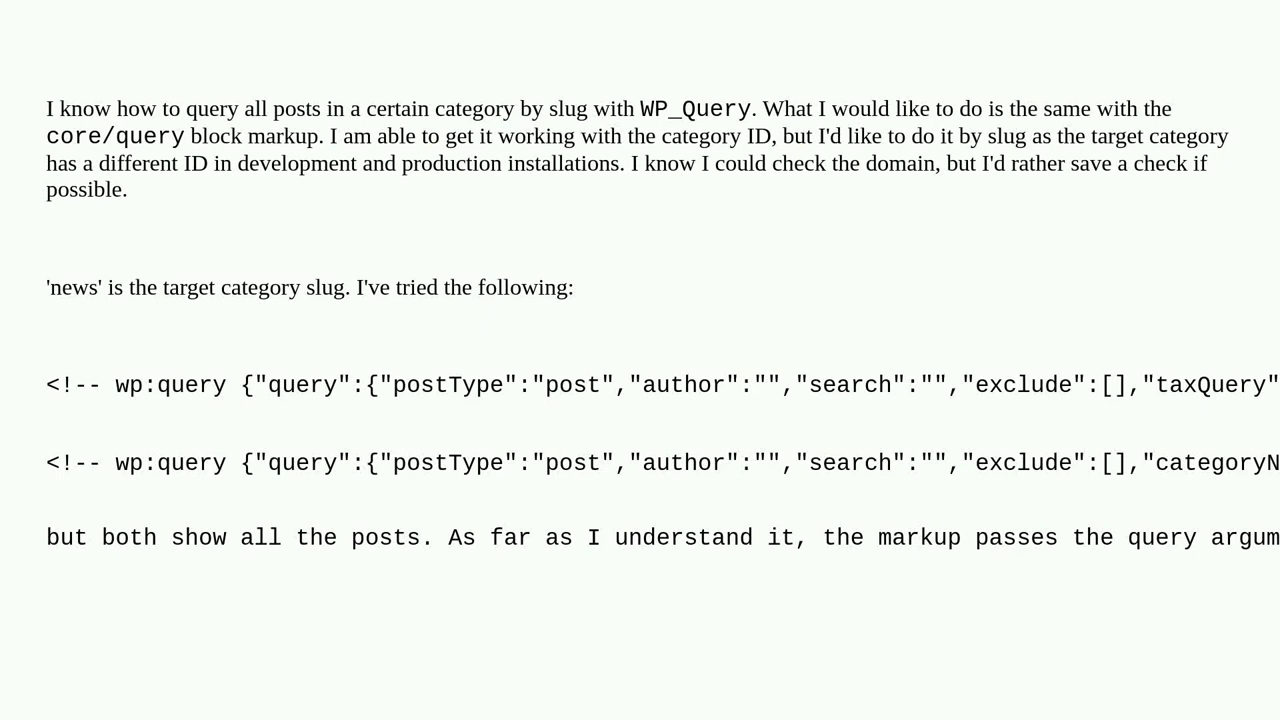 I know how to query all posts in a certain category by slug with WP_Query. What I would like to do is the same with the
core/query block markup. I am able to get it working with the category ID, but I'd like to do it by slug as the target category
has a different ID in development and production installations. I know I could check the domain, but I'd rather save a check if
possible.
'news' is the target category slug. I've tried the following:
<!-- wp:query {"query":{"postType":"post","author":"","search":"","exclude":[],"taxQuery"
<!-- wp:query {"query":{"postType":"post","author":"","search":"","exclude":[],"categoryN
but both show all the posts. As far as I understand it, the markup passes the query argum